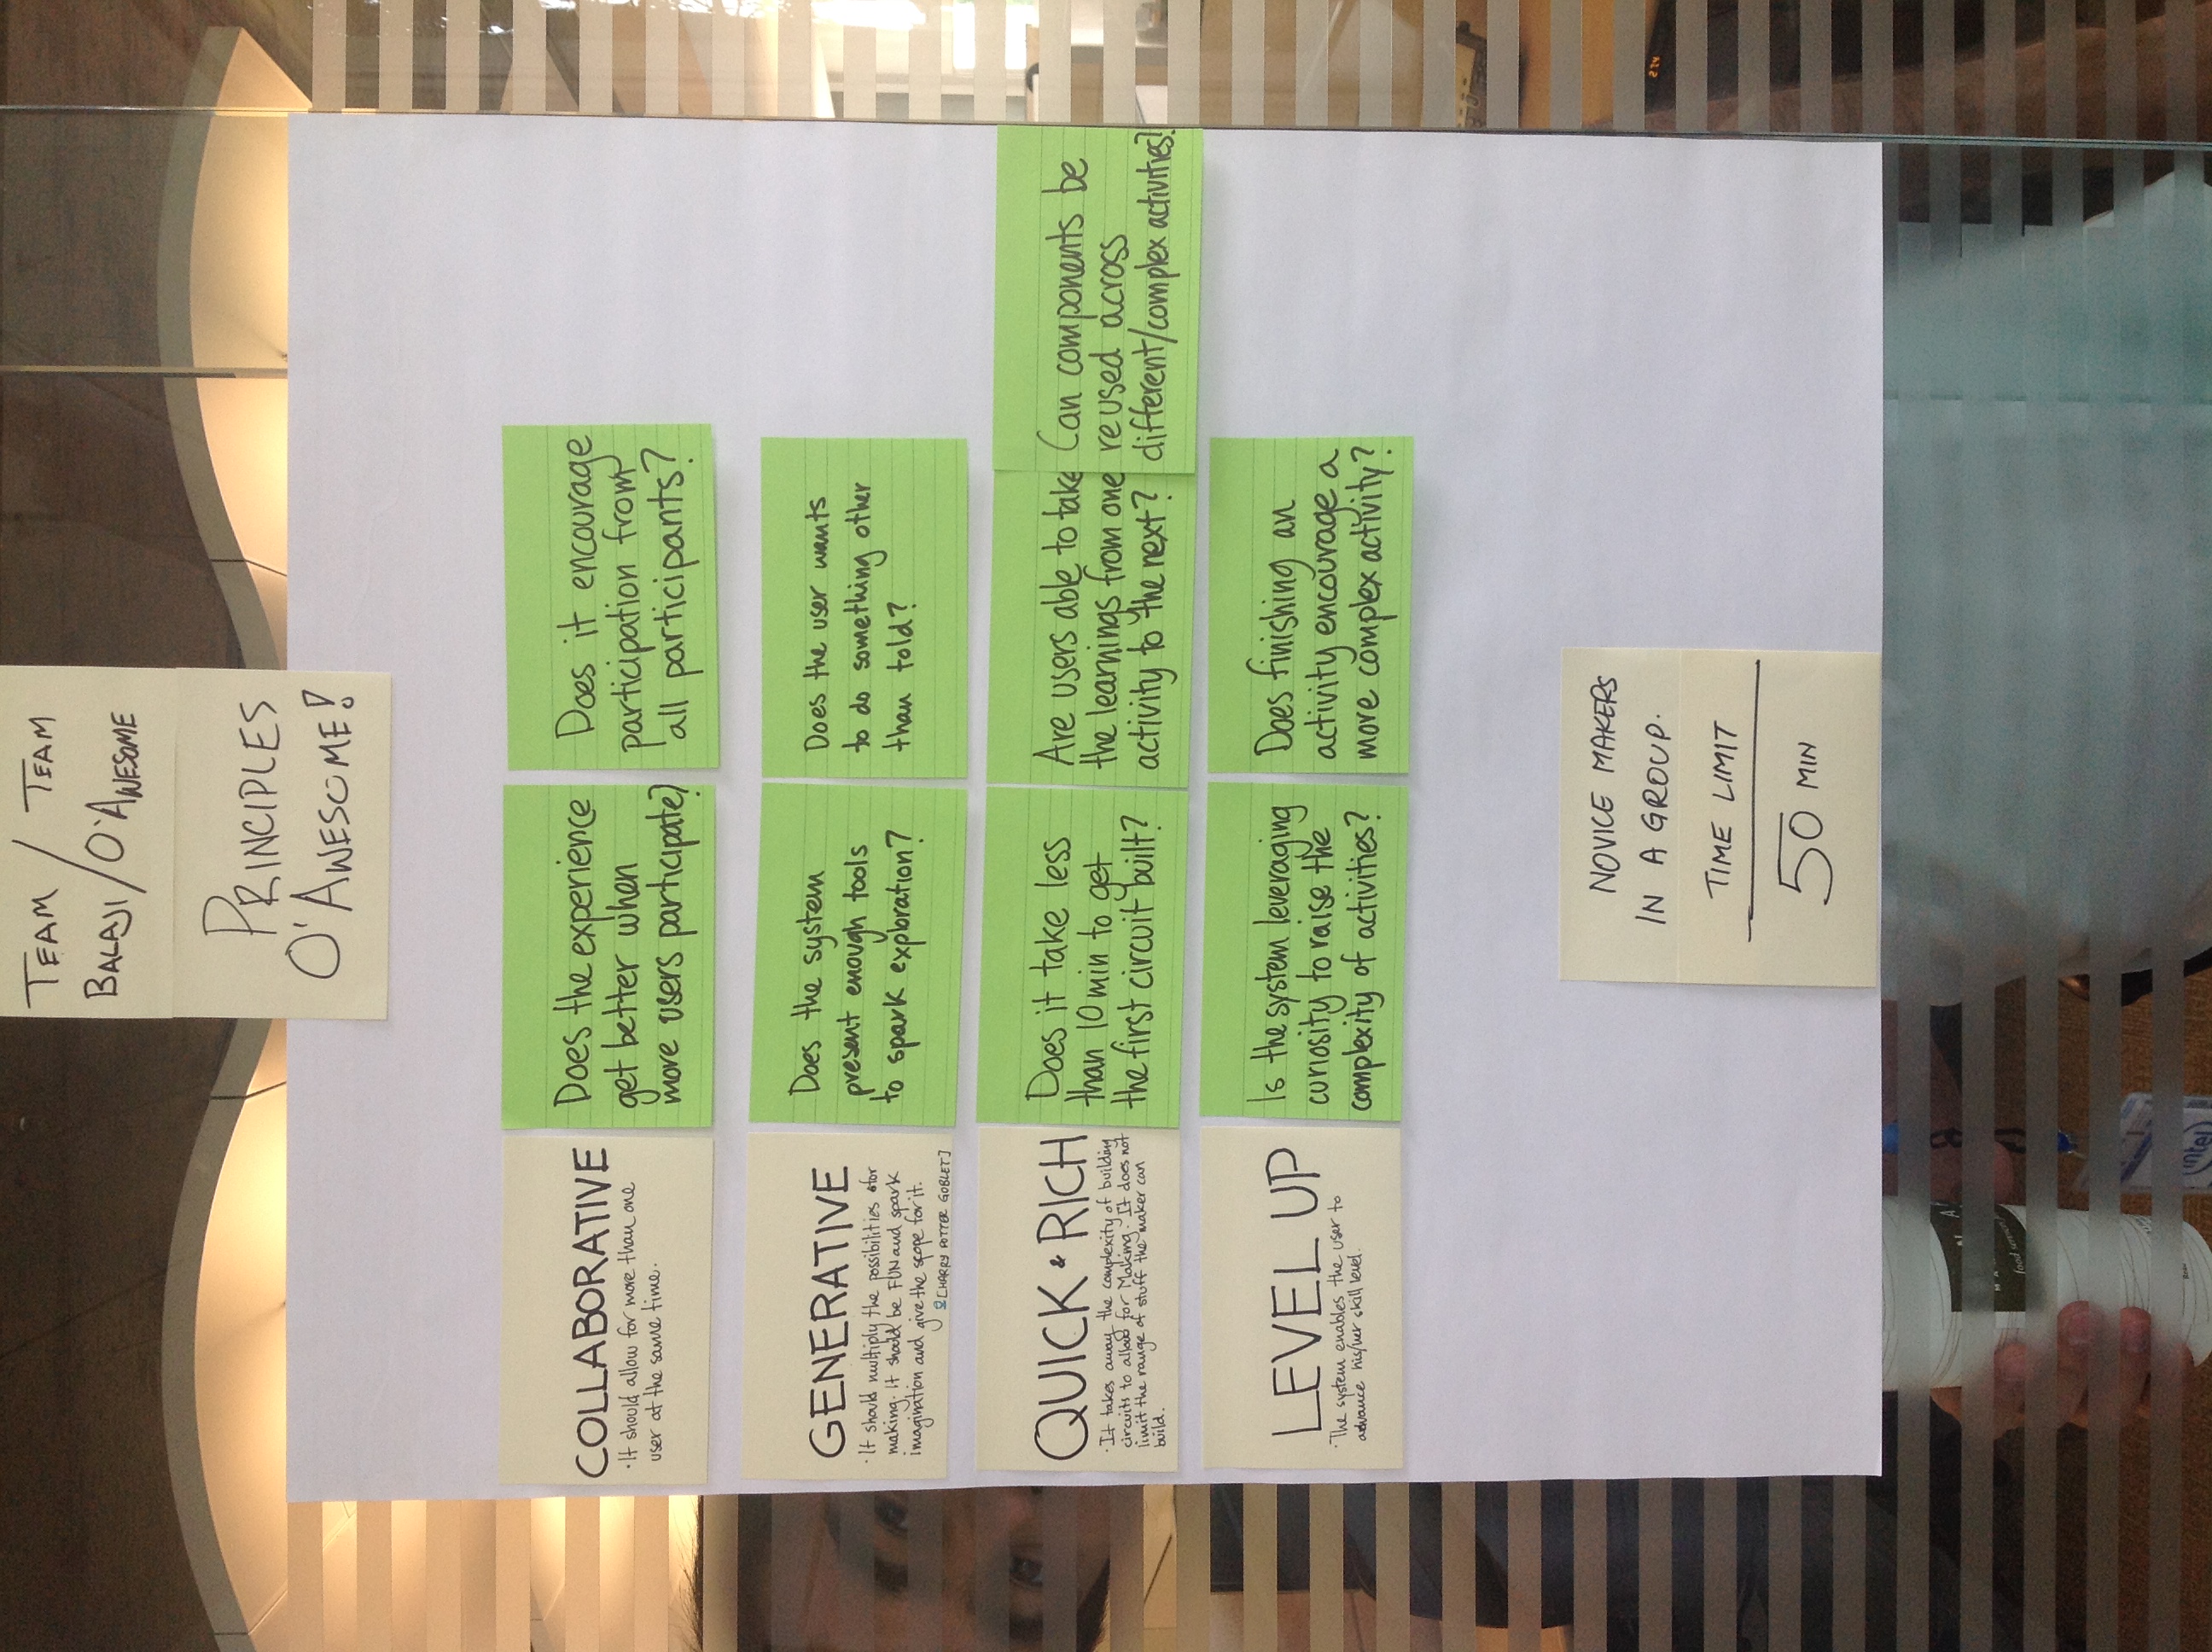 TEAM / TEAM
BALAJI / O'AWESOME
PRINCIPLES
O'AWESOME!
COLLABORATIVE
· It should allow for more than one
user at the same time.
Does the experience
get better when
more users participate?
Does it encourage
participation from
all participants?
GENERATIVE
· It should multiply the possibilities for
making. It should be FUN and spark
imagination and give the scope for it.
[HARRY POTTER GOBLET]
Does the system
present enough tools
to spark exploration?
Does the user wants
to do something other
than told?
QUICK & RICH
· It takes away the complexity of building
circuits to allow for Making. It does not
limit the range of stuff the maker can
build.
Does it take less
than 10 min to get
the first circuit built?
Are users able to take
the learnings from one
activity to the next?
Can components be
reused across
different/complex activities?
LEVEL UP
· The system enables the user to
advance his/her skill level.
Is the system leveraging
curiosity to raise the
complexity of activities?
Does finishing an
activity encourage a
more complex activity?
NOVICE MAKERS
IN A GROUP.
TIME LIMIT
50 MIN
food service
intel